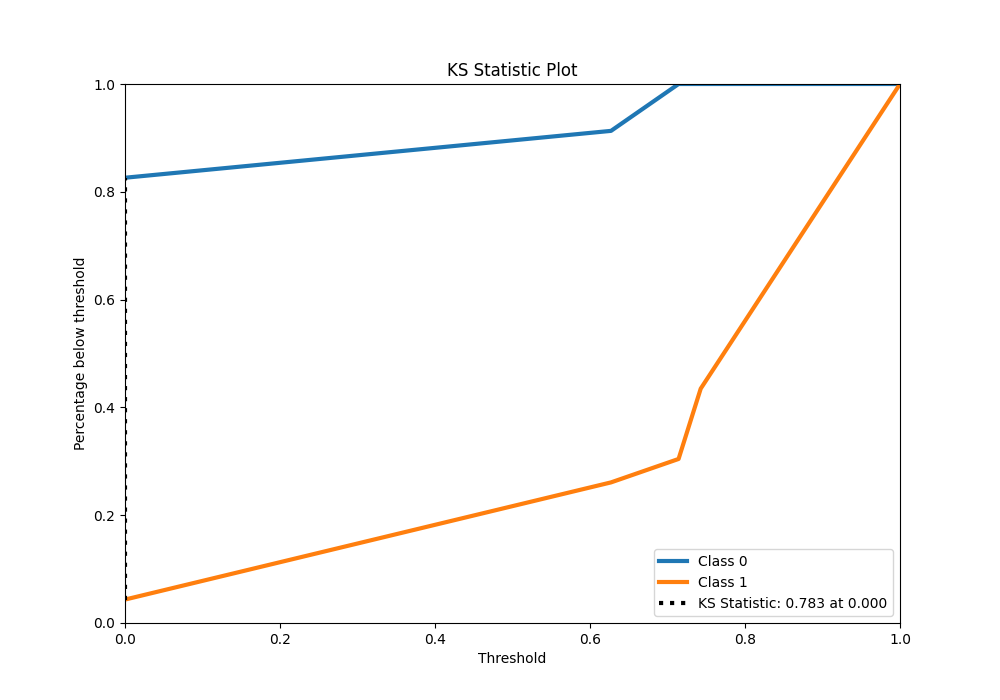 KS Statistic Plot
1.0
0.8
0.6
0.4
0.2
0.0
Percentage below threshold
0.0 0.2 0.4 0.6 0.8 1.0
Threshold
Class 0
Class 1
KS Statistic: 0.783 at 0.000